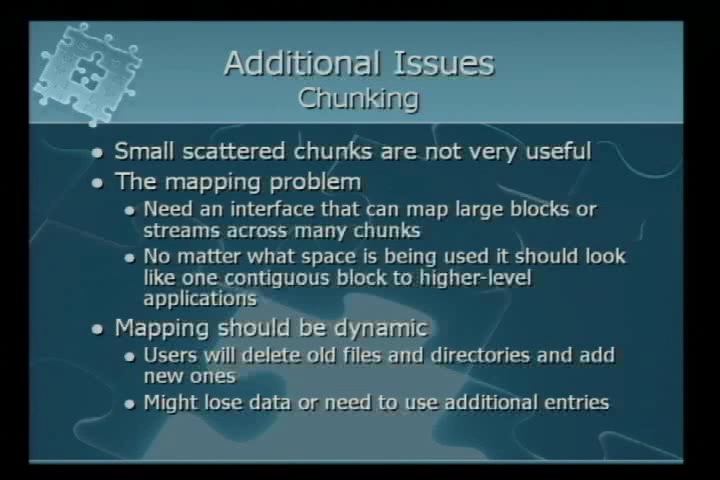 Additional Issues
Chunking
• Small scattered chunks are not very useful
• The mapping problem
• Need an interface that can map large blocks or
streams across many chunks
• No matter what space is being used it should look
like one contiguous block to higher-level
applications
• Mapping should be dynamic
• Users will delete old files and directories and add
new ones
• Might lose data or need to use additional entries